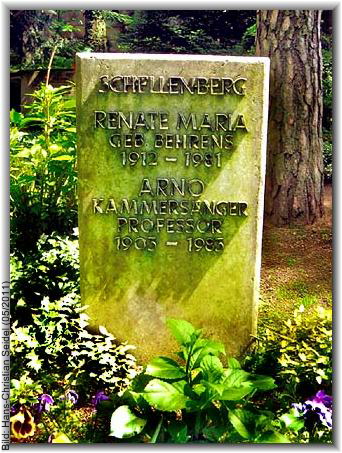 SCHELLENBERG
RENATE MARIA
GEB. BEHRENS
1912 – 1981
ARNO
KAMMERSÄNGER
PROFESSOR
1903 – 1983
Bild: Hans-Christian Seidel (05/2011)